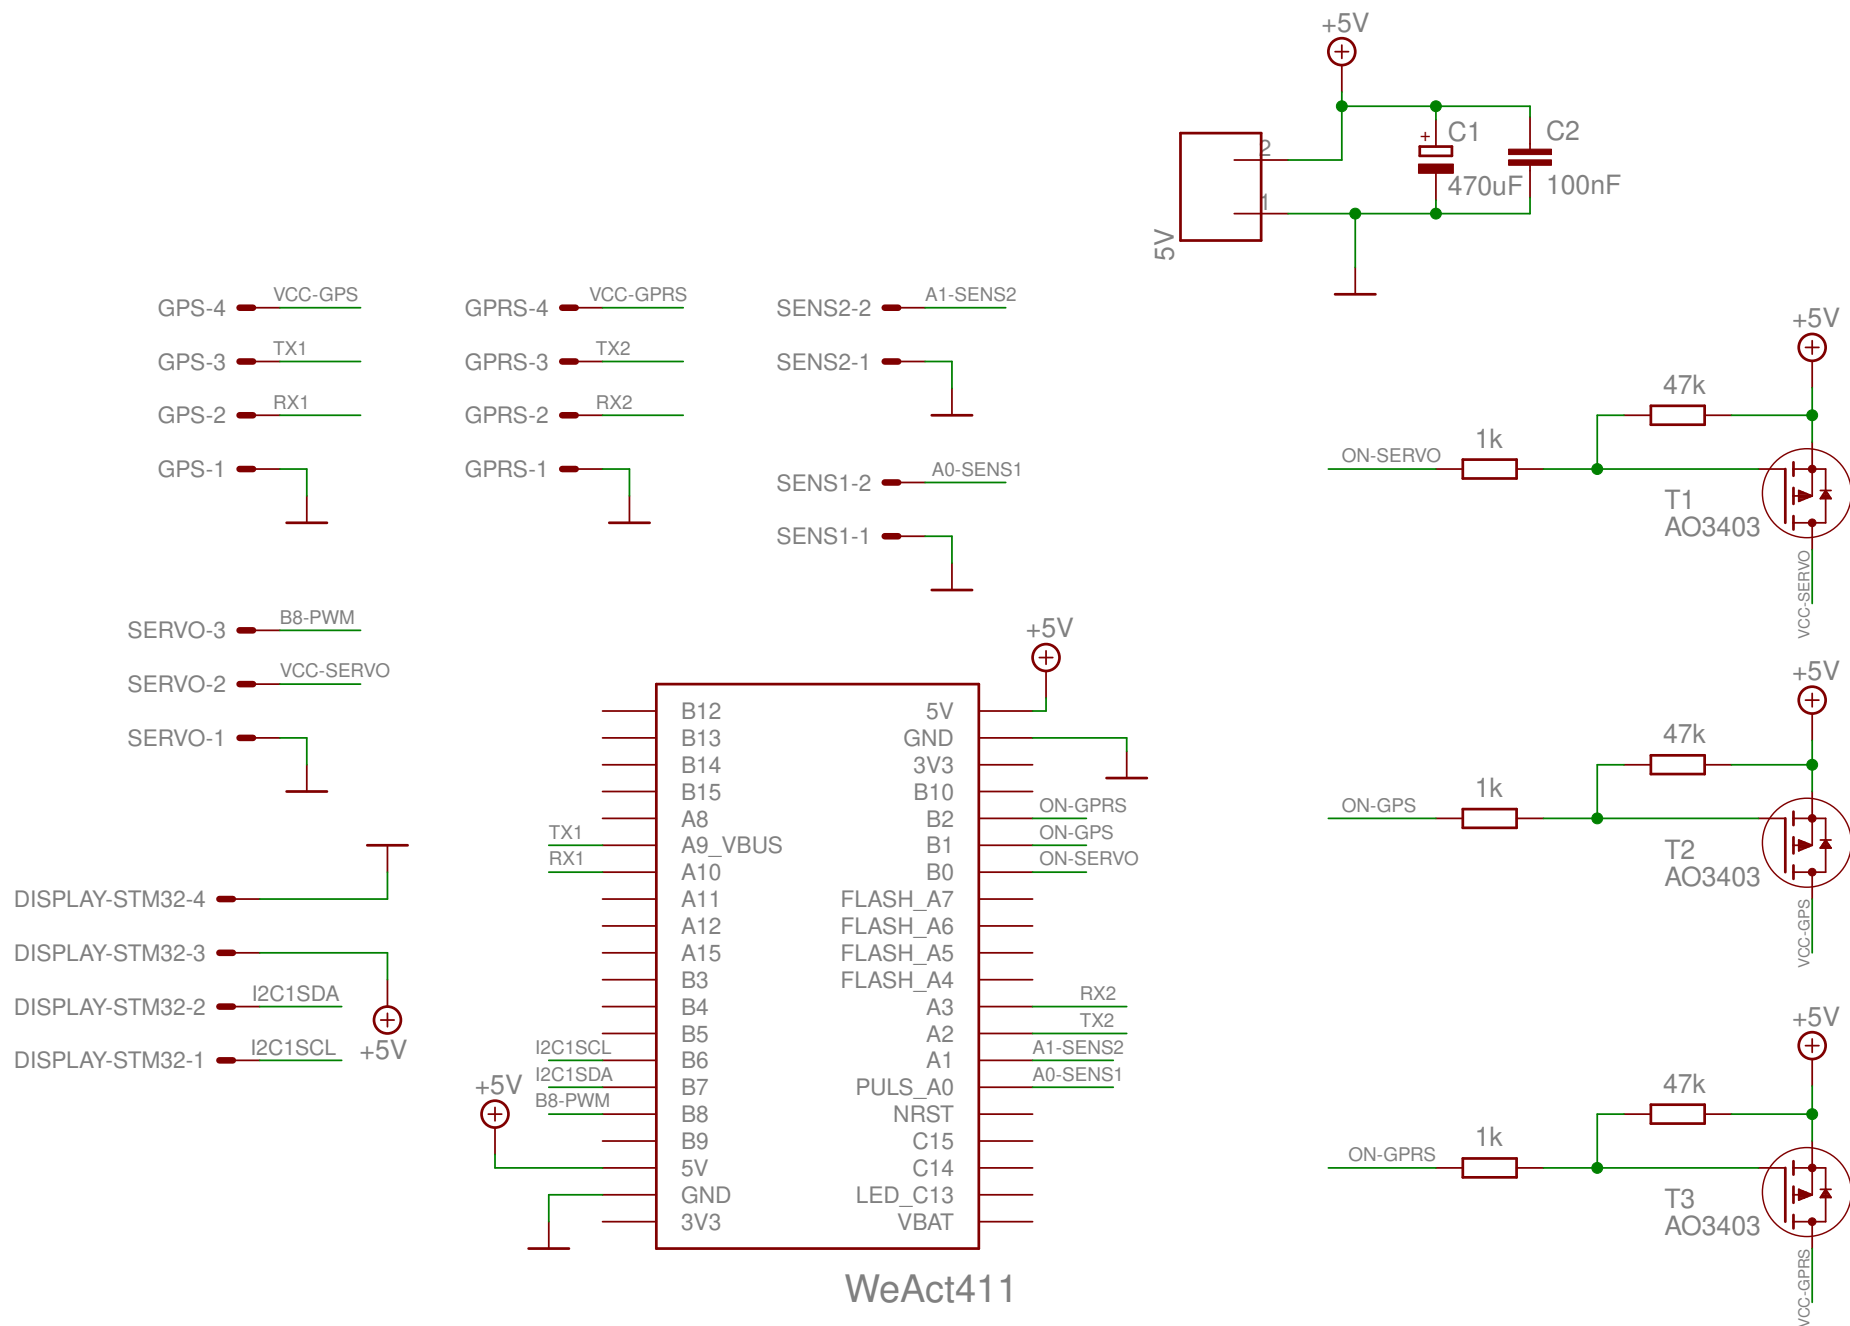 +5V
2
C1
C2
470uF
100nF
1
5V
GPS-4
VCC-GPS
GPS-3
TX1
GPS-2
RX1
GPS-1
GPRS-4
VCC-GPRS
GPRS-3
TX2
GPRS-2
RX2
GPRS-1
SENS2-2
A1-SENS2
SENS2-1
SENS1-2
A0-SENS1
SENS1-1
SERVO-3
B8-PWM
SERVO-2
VCC-SERVO
SERVO-1
DISPLAY-STM32-4
DISPLAY-STM32-3
DISPLAY-STM32-2
I2C1SDA
DISPLAY-STM32-1
I2C1SCL
+5V
+5V
B12
B13
B14
B15
A8
TX1
A9_VBUS
RX1
A10
A11
A12
A15
B3
B4
B5
I2C1SCL
B6
I2C1SDA
B7
B8-PWM
B8
B9
+5V
5V
GND
3V3
5V
GND
3V3
B10
ON-GPRS
B2
ON-GPS
B1
ON-SERVO
B0
FLASH_A7
FLASH_A6
FLASH_A5
FLASH_A4
RX2
A3
TX2
A2
A1-SENS2
A1
A0-SENS1
PULS_A0
NRST
C15
C14
LED_C13
VBAT
WeAct411
+5V
47k
1k
ON-SERVO
T1
AO3403
VCC-SERVO
+5V
47k
1k
ON-GPS
T2
AO3403
VCC-GPS
+5V
47k
1k
ON-GPRS
T3
AO3403
VCC-GPRS